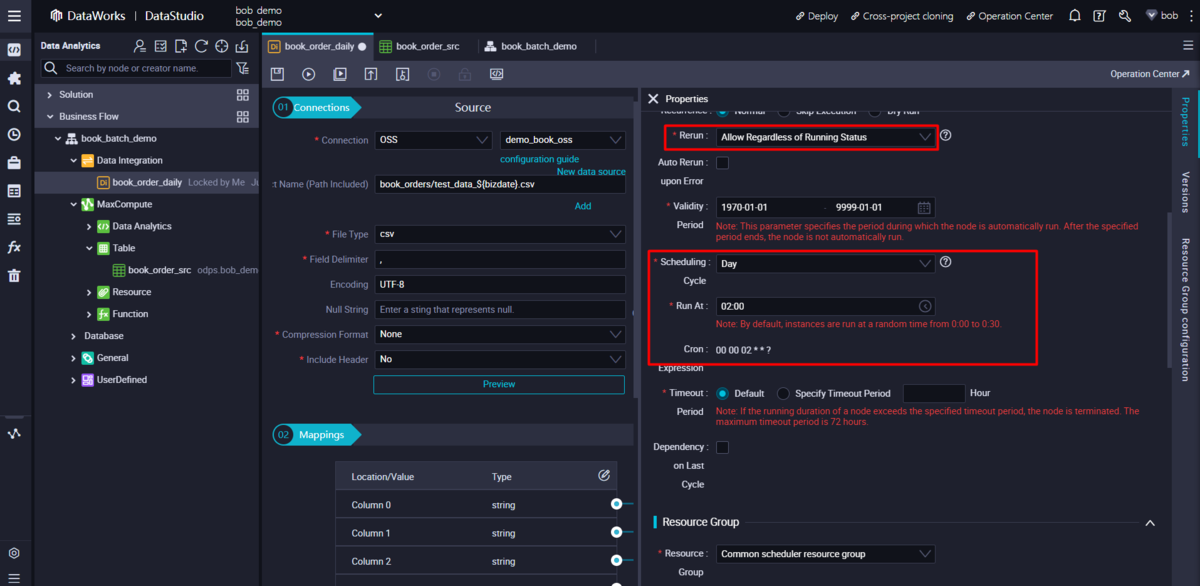 DataWorks | DataStudio
bob_demo
bob_demo
Deploy
Cross-project cloning
Operation Center
bob
Data Analytics
Search by node or creator name.
Solution
Business Flow
book_batch_demo
Data Integration
book_order_daily Locked by Me Ju
MaxCompute
Data Analytics
Table
book_order_src odps.bob_dem
Resource
Function
Database
General
UserDefined
Di book_order_daily
book_order_src
book_batch_demo
Operation Center
01 Connections
Source
* Connection OSS demo_book_oss
configuration guide
New data source
:t Name (Path Included) book_orders/test_data_${bizdate}.csv
Add
* File Type csv
* Field Delimiter ,
Encoding UTF-8
Null String Enter a sting that represents null.
* Compression Format None
* Include Header No
Preview
02 Mappings
Location/Value Type
Column 0 string
Column 1 string
Column 2 string
Properties
Recurrence : Normal Skip Execution Dry Run
* Rerun : Allow Regardless of Running Status
Auto Rerun :
upon Error
* Validity : 1970-01-01 - 9999-01-01
Period Note: This parameter specifies the period during which the node is automatically run. After the specified
period ends, the node is not automatically run.
* Scheduling : Day
Cycle
* Run At : 02:00
Note: By default, instances are run at a random time from 0:00 to 0:30.
Cron : 00 00 02 * * ?
Expression
* Timeout : Default Specify Timeout Period Hour
Period Note: If the running duration of a node exceeds the specified timeout period, the node is terminated. The
maximum timeout period is 72 hours.
Dependency :
on Last
Cycle
Resource Group
* Resource : Common scheduler resource group
Group
Properties
Versions
Resource Group configuration